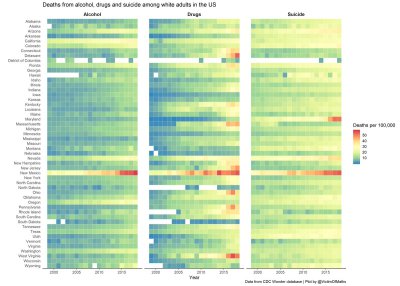 Deaths from alcohol, drugs and suicide among white adults in the US
Alcohol
Drugs
Suicide
Alabama
Alaska
Arizona
Arkansas
California
Colorado
Connecticut
Delaware
District of Columbia
Florida
Georgia
Hawaii
Idaho
Illinois
Indiana
Iowa
Kansas
Kentucky
Louisiana
Maine
Maryland
Massachusetts
Michigan
Minnesota
Mississippi
Missouri
Montana
Nebraska
Nevada
New Hampshire
New Jersey
New Mexico
New York
North Carolina
North Dakota
Ohio
Oklahoma
Oregon
Pennsylvania
Rhode Island
South Carolina
South Dakota
Tennessee
Texas
Utah
Vermont
Virginia
Washington
West Virginia
Wisconsin
Wyoming
2000 2005 2010 2015
2000 2005 2010 2015
2000 2005 2010 2015
Year
Deaths per 100,000
10
Data from CDC Wonder database | Plot by